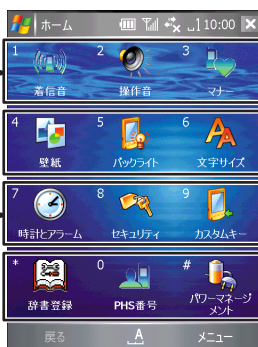 ホーム 10:00
1 2 3
着信音 操作音 マナー
4 5 6
壁紙 バックライト 文字サイズ
7 8 9
時計とアラーム セキュリティ カスタムキー
* 0 #
辞書登録 PHS番号 パワーマネージ
メント
戻る A メニュー